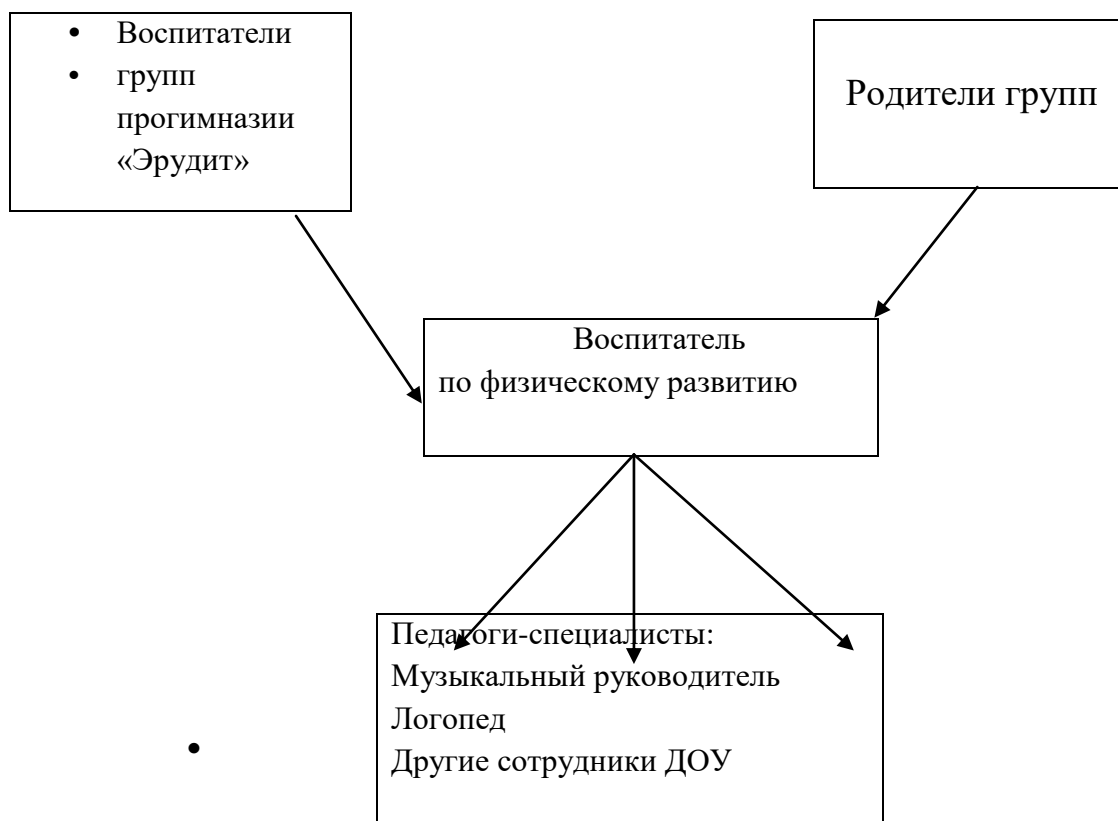 • Воспитатели
• групп
прогимназии
«Эрудит»
Родители групп
Воспитатель
по физическому развитию
Педагоги-специалисты:
Музыкальный руководитель
Логопед
Другие сотрудники ДОУ
•